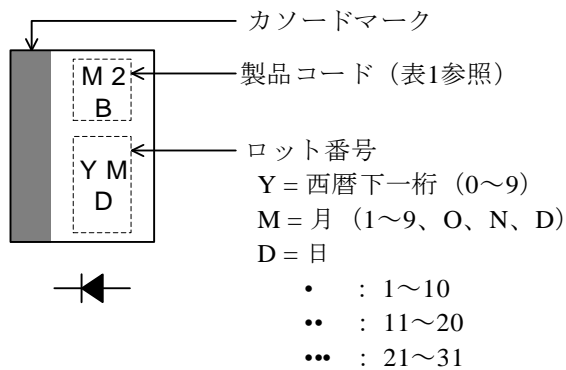 カソードマーク
M 2
B
製品コード（表1参照）
Y M
D
ロット番号
Y = 西暦下一桁（0～9）
M = 月（1～9、O、N、D）
D = 日
• : 1～10
•• : 11～20
••• : 21～31